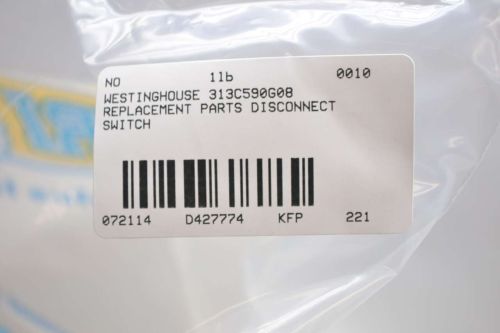 NO 1lb 0010
WESTINGHOUSE 313C590G08
REPLACEMENT PARTS DISCONNECT
SWITCH
072114 D427774 KFP 221